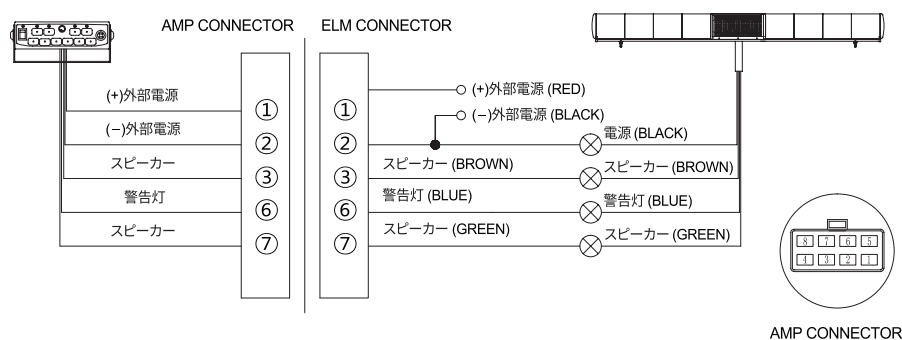 AMP CONNECTOR
ELM CONNECTOR
(+)外部電源
(−)外部電源
スピーカー
警告灯
スピーカー
①
②
③
⑥
⑦
①
②
③
⑥
⑦
(+)外部電源 (RED)
(−)外部電源 (BLACK)
電源 (BLACK)
スピーカー (BROWN)
スピーカー (BROWN)
警告灯 (BLUE)
警告灯 (BLUE)
スピーカー (GREEN)
スピーカー (GREEN)
8 7 6 5
4 3 2 1
AMP CONNECTOR